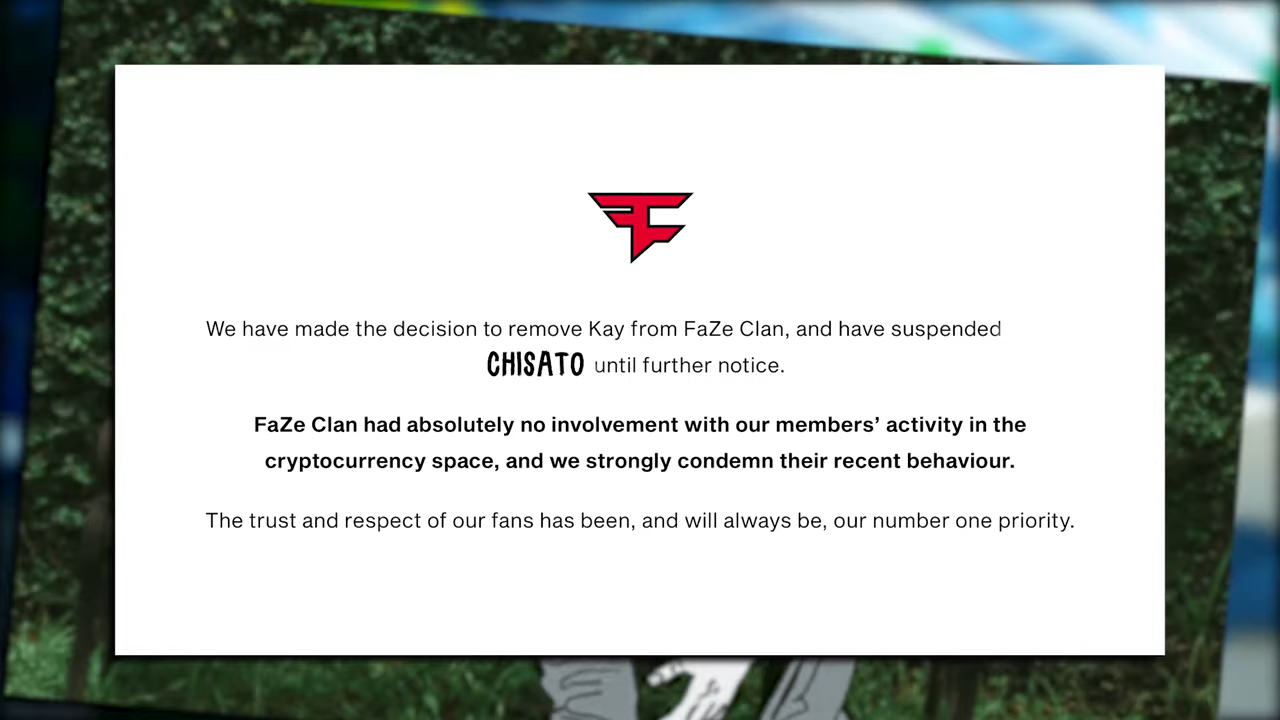 We have made the decision to remove Kay from FaZe Clan, and have suspended
CHISATO until further notice.
FaZe Clan had absolutely no involvement with our members’ activity in the
cryptocurrency space, and we strongly condemn their recent behaviour.
The trust and respect of our fans has been, and will always be, our number one priority.